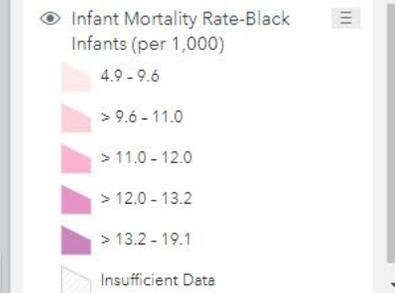 Infant Mortality Rate-Black
Infants (per 1,000)
4.9 - 9.6
> 9.6 - 11.0
> 11.0 - 12.0
> 12.0 - 13.2
> 13.2 - 19.1
Insufficient Data